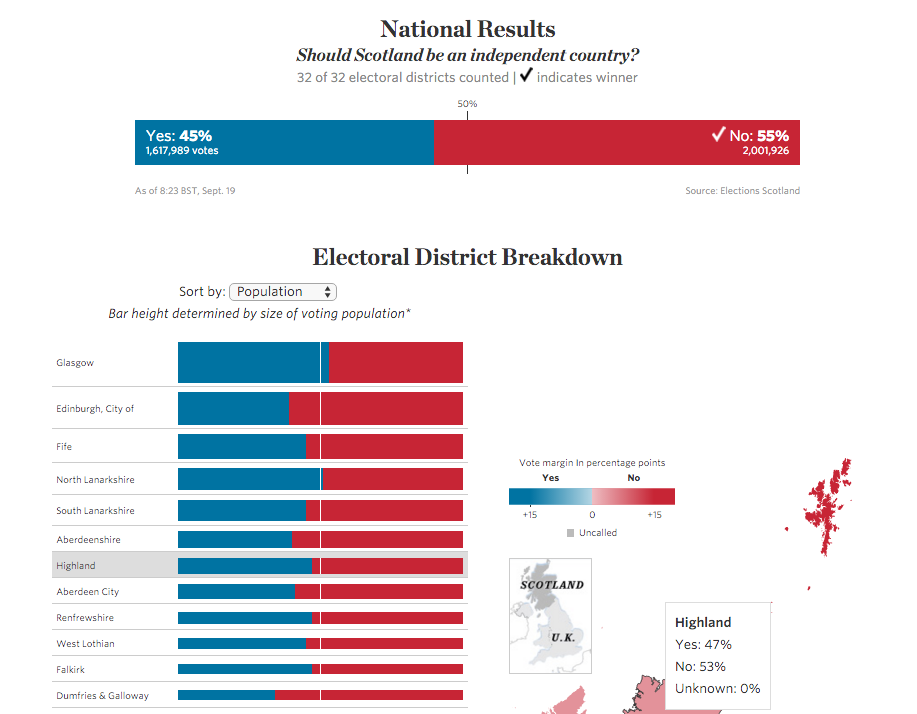 National Results
Should Scotland be an independent country?
32 of 32 electoral districts counted | ✔ indicates winner
50%
Yes: 45%
1,617,989 votes
✓ No: 55%
2,001,926
As of 8:23 BST, Sept. 19
Source: Elections Scotland
Electoral District Breakdown
Sort by: Population
Bar height determined by size of voting population*
Glasgow
Edinburgh, City of
Fife
North Lanarkshire
South Lanarkshire
Aberdeenshire
Highland
Aberdeen City
Renfrewshire
West Lothian
Falkirk
Dumfries & Galloway
Vote margin In percentage points
Yes No
+15 0 +15
Uncalled
SCOTLAND
U.K.
Highland
Yes: 47%
No: 53%
Unknown: 0%